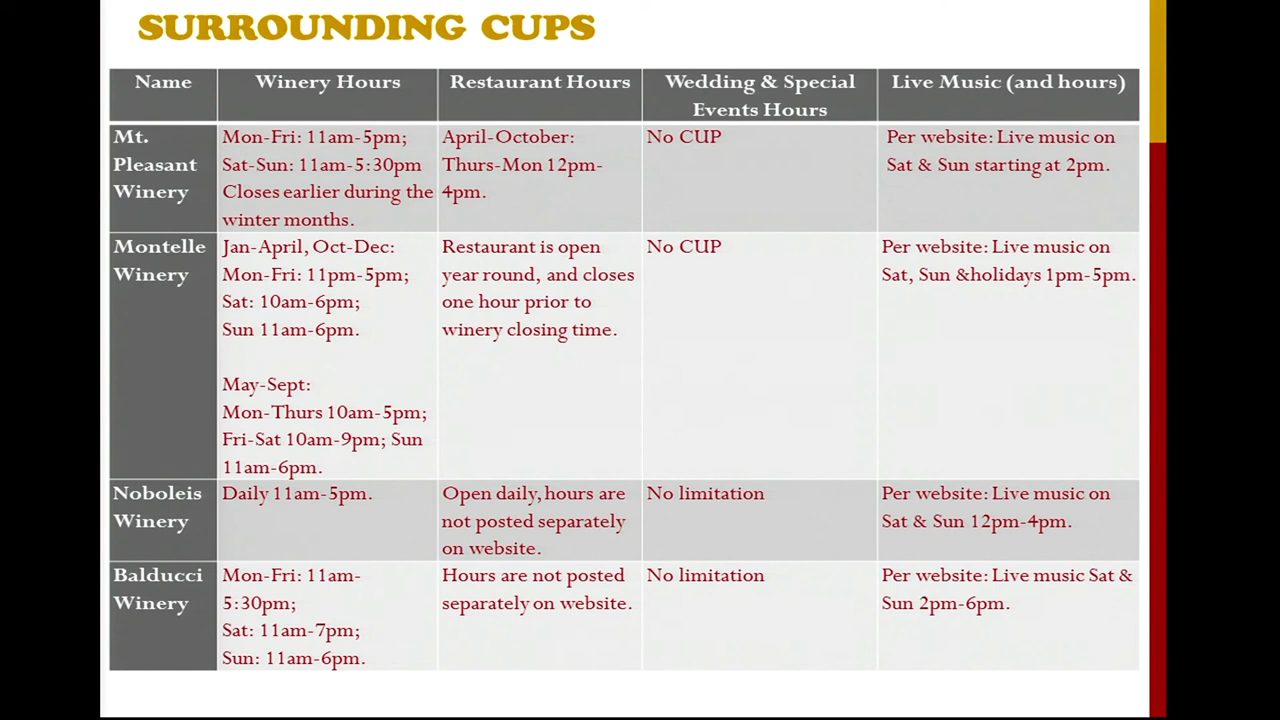 SURROUNDING CUPS
Name
Winery Hours
Restaurant Hours
Wedding & Special
Events Hours
Live Music (and hours)
Mt.
Pleasant
Winery
Mon-Fri: 11am-5pm;
Sat-Sun: 11am-5:30pm
Closes earlier during the
winter months.
April-October:
Thurs-Mon 12pm-
4pm.
No CUP
Per website: Live music on
Sat & Sun starting at 2pm.
Montelle
Winery
Jan-April, Oct-Dec:
Mon-Fri: 11pm-5pm;
Sat: 10am-6pm;
Sun 11am-6pm.
May-Sept:
Mon-Thurs 10am-5pm;
Fri-Sat 10am-9pm; Sun
11am-6pm.
Restaurant is open
year round, and closes
one hour prior to
winery closing time.
No CUP
Per website: Live music on
Sat, Sun &holidays 1pm-5pm.
Noboleis
Winery
Daily 11am-5pm.
Open daily, hours are
not posted separately
on website.
No limitation
Per website: Live music on
Sat & Sun 12pm-4pm.
Balducci
Winery
Mon-Fri: 11am-
5:30pm;
Sat: 11am-7pm;
Sun: 11am-6pm.
Hours are not posted
separately on website.
No limitation
Per website: Live music Sat &
Sun 2pm-6pm.